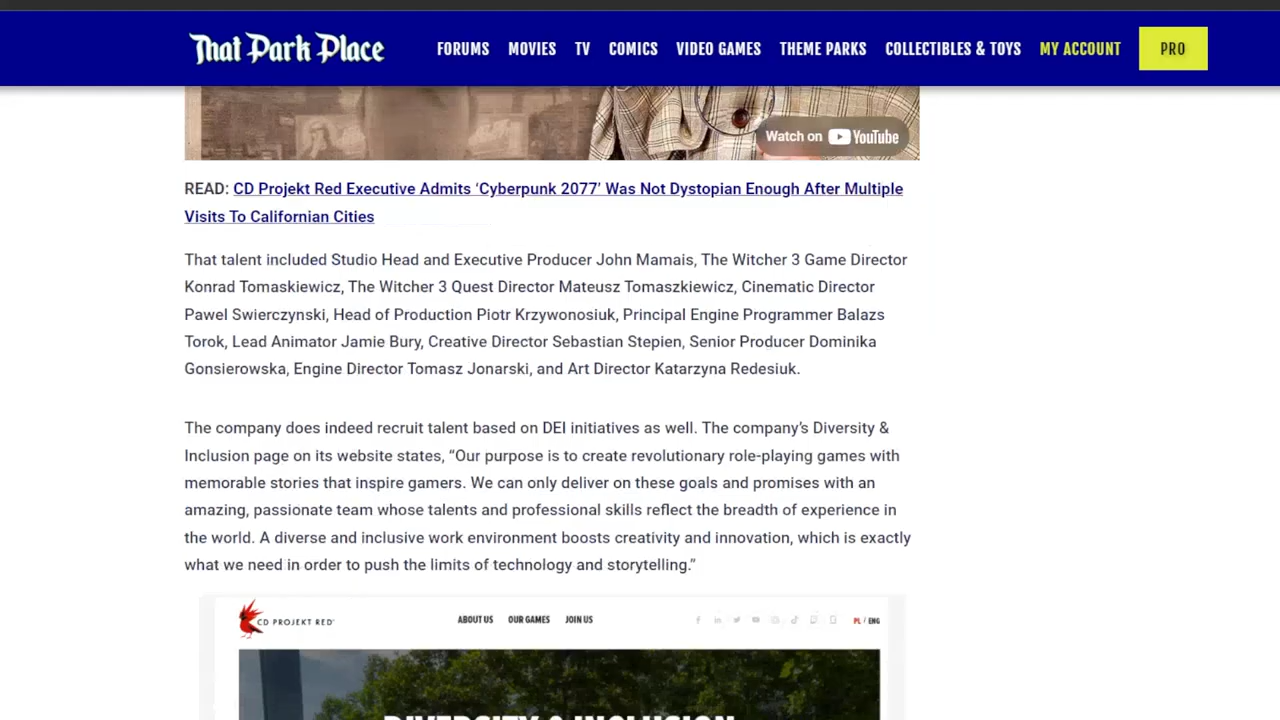 That Park Place FORUMS MOVIES TV COMICS VIDEO GAMES THEME PARKS COLLECTIBLES & TOYS MY ACCOUNT PRO
Watch on YouTube
READ: CD Projekt Red Executive Admits ‘Cyberpunk 2077’ Was Not Dystopian Enough After Multiple
Visits To Californian Cities
That talent included Studio Head and Executive Producer John Mamais, The Witcher 3 Game Director
Konrad Tomaskiewicz, The Witcher 3 Quest Director Mateusz Tomaszkiewicz, Cinematic Director
Pawel Swierczynski, Head of Production Piotr Krzywonosiuk, Principal Engine Programmer Balazs
Torok, Lead Animator Jamie Bury, Creative Director Sebastian Stepien, Senior Producer Dominika
Gonsierowska, Engine Director Tomasz Jonarski, and Art Director Katarzyna Redesiuk.
The company does indeed recruit talent based on DEI initiatives as well. The company’s Diversity &
Inclusion page on its website states, “Our purpose is to create revolutionary role-playing games with
memorable stories that inspire gamers. We can only deliver on these goals and promises with an
amazing, passionate team whose talents and professional skills reflect the breadth of experience in
the world. A diverse and inclusive work environment boosts creativity and innovation, which is exactly
what we need in order to push the limits of technology and storytelling.”
CD PROJEKT RED ABOUT US OUR GAMES JOIN US PL / ENG
DIVERSITY & INCLUSION